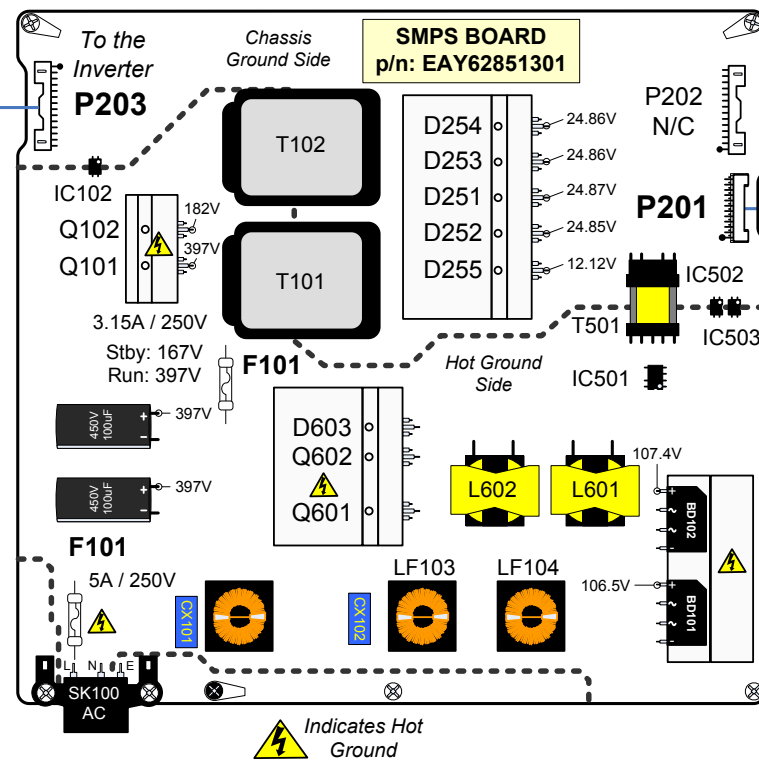 To the
Inverter
P203
Chassis
Ground Side
SMPS BOARD
p/n: EAY62851301
P202
N/C
P201
T102
D254
24.86V
D253
24.86V
D251
24.87V
D252
24.85V
D255
12.12V
IC102
Q102
182V
Q101
397V
T101
3.15A / 250V
Stby: 167V
Run: 397V
F101
T501
IC502
IC503
IC501
Hot Ground
Side
450V
100uF
+
–
397V
450V
100uF
+
–
397V
D603
Q602
Q601
L602
L601
107.4V
+
~
~
–
BD102
106.5V
+
~
~
–
BD101
F101
5A / 250V
CX101
CX102
LF103
LF104
L
N
E
SK100
AC
Indicates Hot
Ground